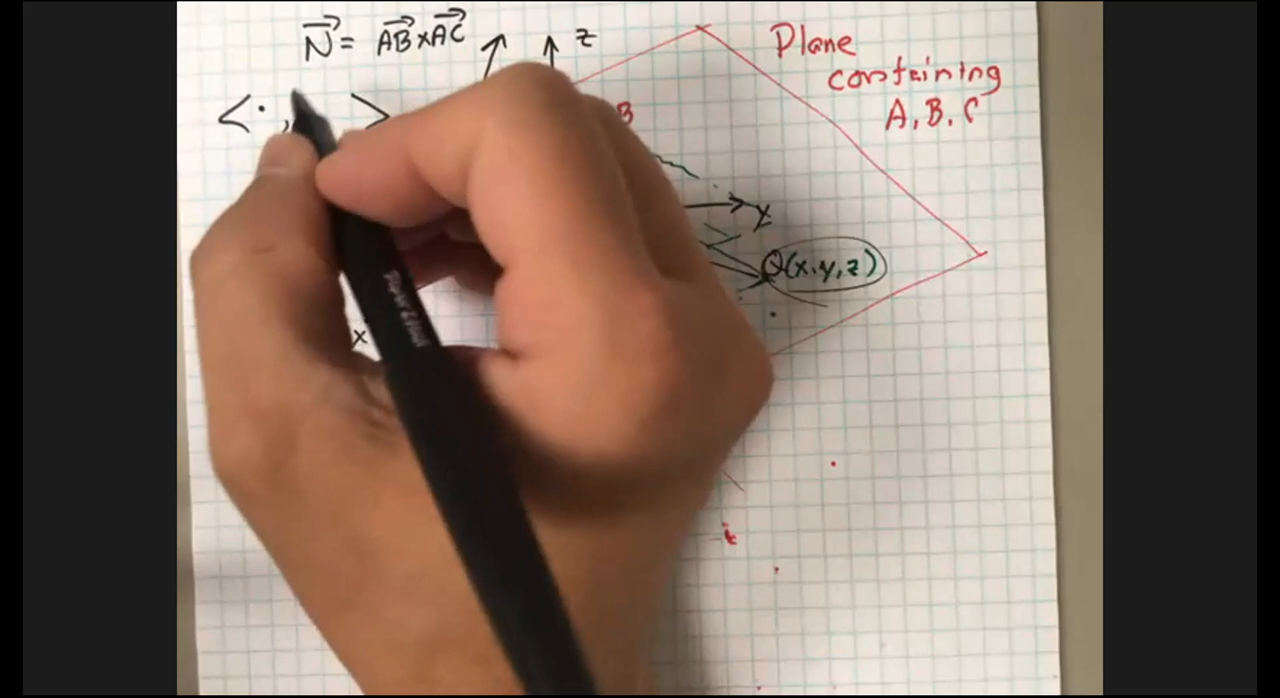 N = AB x AC
z
< · , >
Plane
containing
A, B, C
B
y
Q(x, y, z)
x